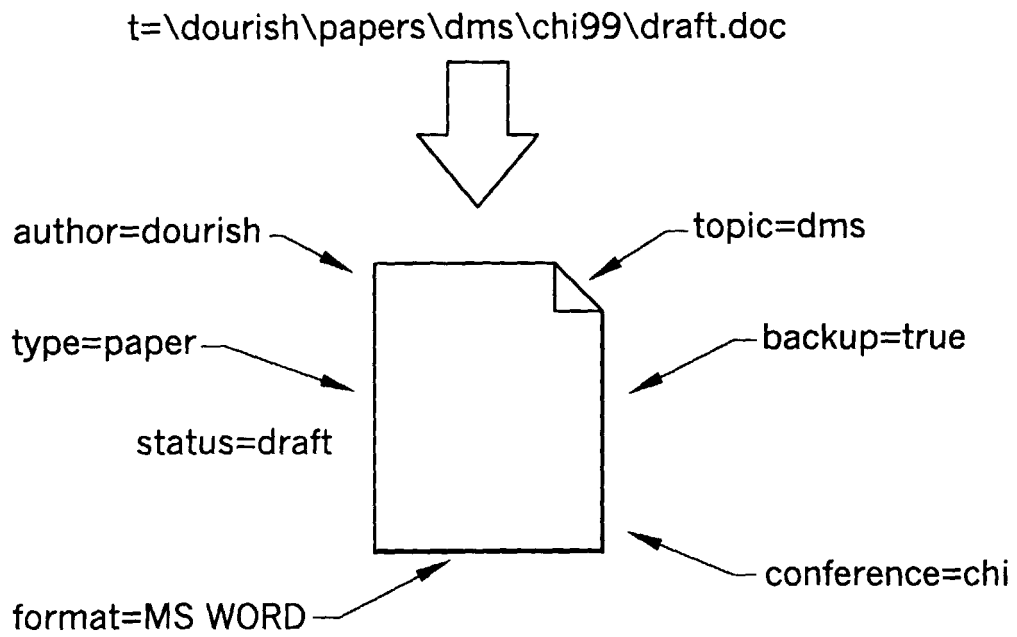 t=\dourish\papers\dms\chi99\draft.doc
author=dourish
topic=dms
type=paper
backup=true
status=draft
conference=chi
format=MS WORD